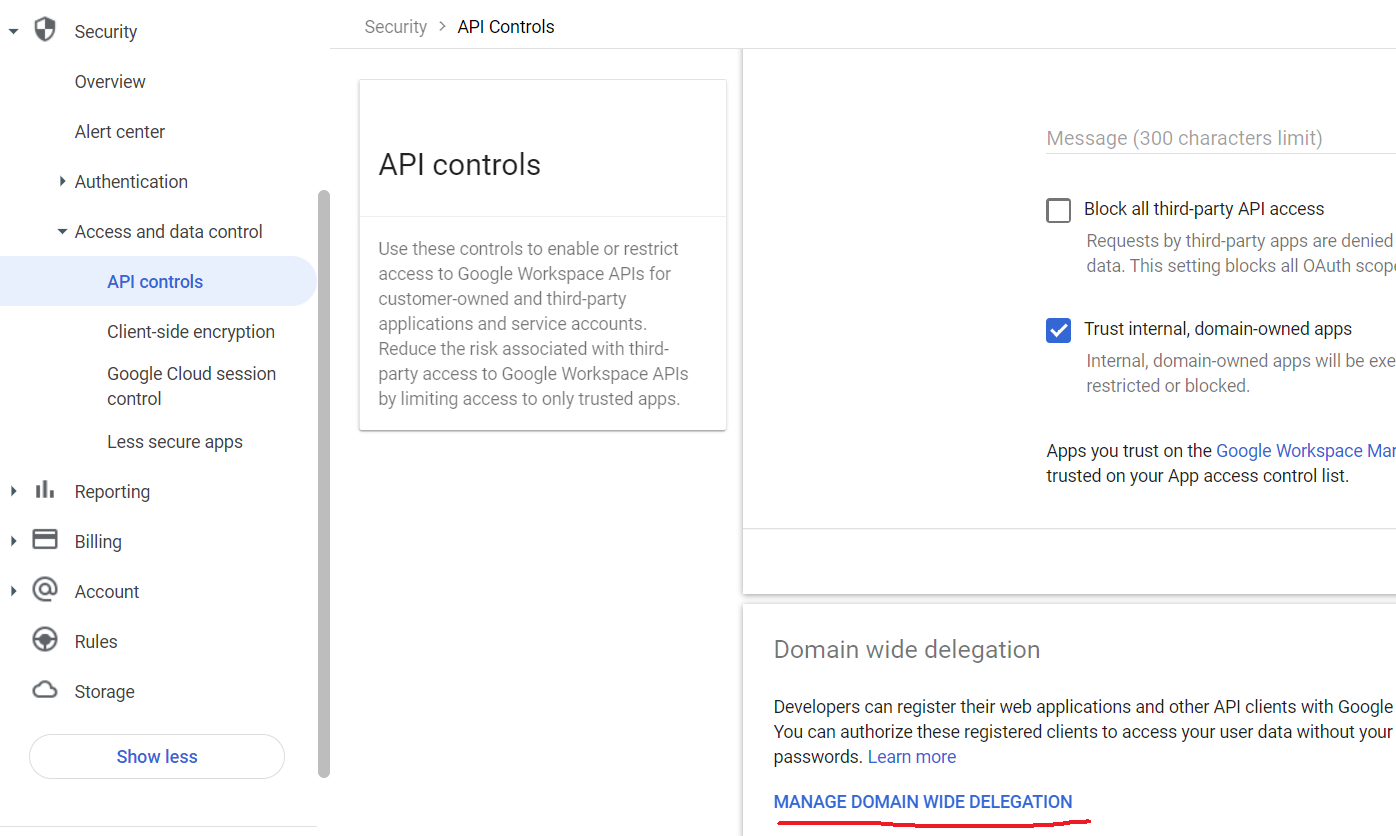 Security
Overview
Alert center
Authentication
Access and data control
API controls
Client-side encryption
Google Cloud session
control
Less secure apps
Reporting
Billing
Account
Rules
Storage
Show less
Security > API Controls
API controls
Use these controls to enable or restrict
access to Google Workspace APIs for
customer-owned and third-party
applications and service accounts.
Reduce the risk associated with third-
party access to Google Workspace APIs
by limiting access to only trusted apps.
Message (300 characters limit)
Block all third-party API access
Requests by third-party apps are denied
data. This setting blocks all OAuth scope
Trust internal, domain-owned apps
Internal, domain-owned apps will be exe
restricted or blocked.
Apps you trust on the Google Workspace Mar
trusted on your App access control list.
Domain wide delegation
Developers can register their web applications and other API clients with Google
You can authorize these registered clients to access your user data without your
passwords. Learn more
MANAGE DOMAIN WIDE DELEGATION